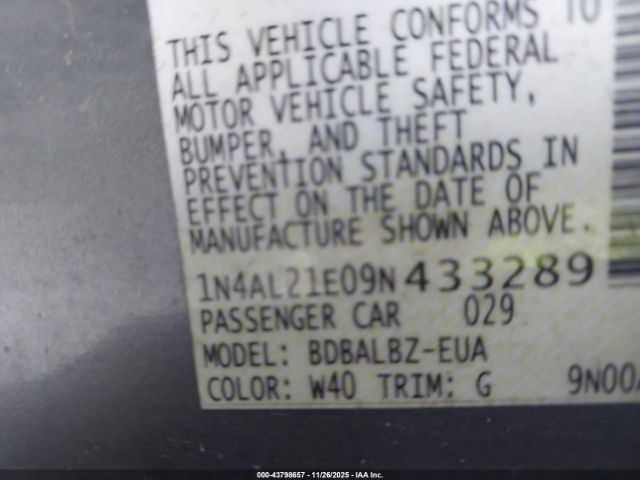 THIS VEHICLE CONFORMS TO
ALL APPLICABLE FEDERAL
MOTOR VEHICLE SAFETY,
BUMPER, AND THEFT
PREVENTION STANDARDS IN
EFFECT ON THE DATE OF
MANUFACTURE SHOWN ABOVE.
1N4AL21E09N433289
PASSENGER CAR 029
MODEL: BDBALBZ-EUA
COLOR: W40 TRIM: G 9N00
000-43798657 - 11/26/2025 - IAA Inc.